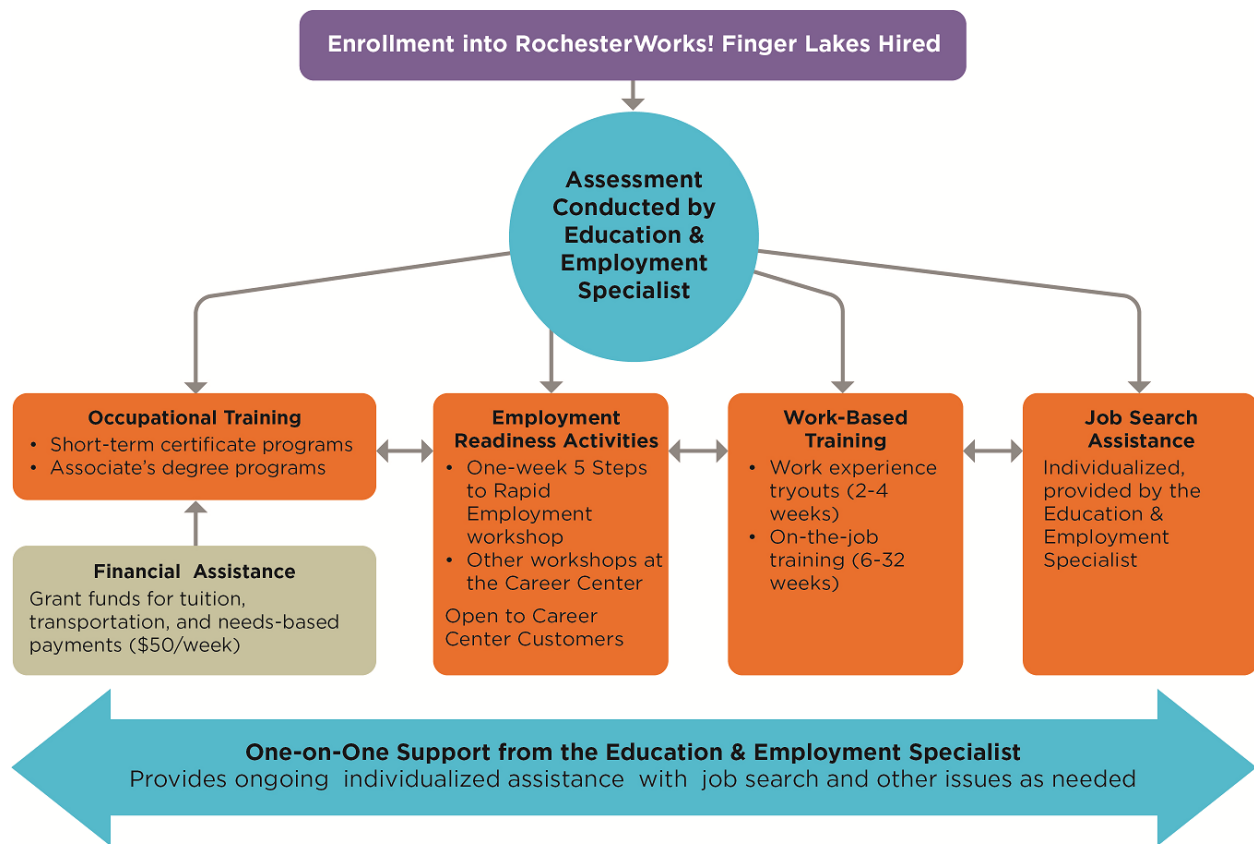 Enrollment into RochesterWorks! Finger Lakes Hired
Assessment
Conducted by
Education &
Employment
Specialist
Occupational Training
• Short-term certificate programs
• Associate's degree programs
Financial Assistance
Grant funds for tuition,
transportation, and needs-based
payments ($50/week)
Employment
Readiness Activities
• One-week 5 Steps
to Rapid
Employment
workshop
• Other workshops at
the Career Center
Open to Career
Center Customers
Work-Based
Training
• Work experience
tryouts (2-4
weeks)
• On-the-job
training (6-32
weeks)
Job Search
Assistance
Individualized,
provided by the
Education &
Employment
Specialist
One-on-One Support from the Education & Employment Specialist
Provides ongoing individualized assistance with job search and other issues as needed